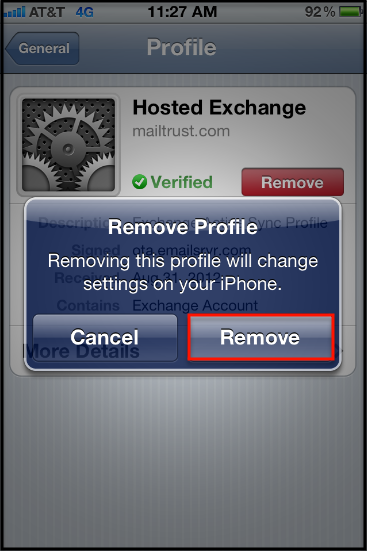 AT&T 4G 11:27 AM 92%
General Profile
Hosted Exchange
mailtrust.com
Verified Remove
Remove Profile
Removing this profile will change
settings on your iPhone.
Description Exchange ActiveSync Profile
Signed ota.emailsrvr.com
Received Aug 31, 2012
Contains Exchange Account
Cancel Remove
More Details